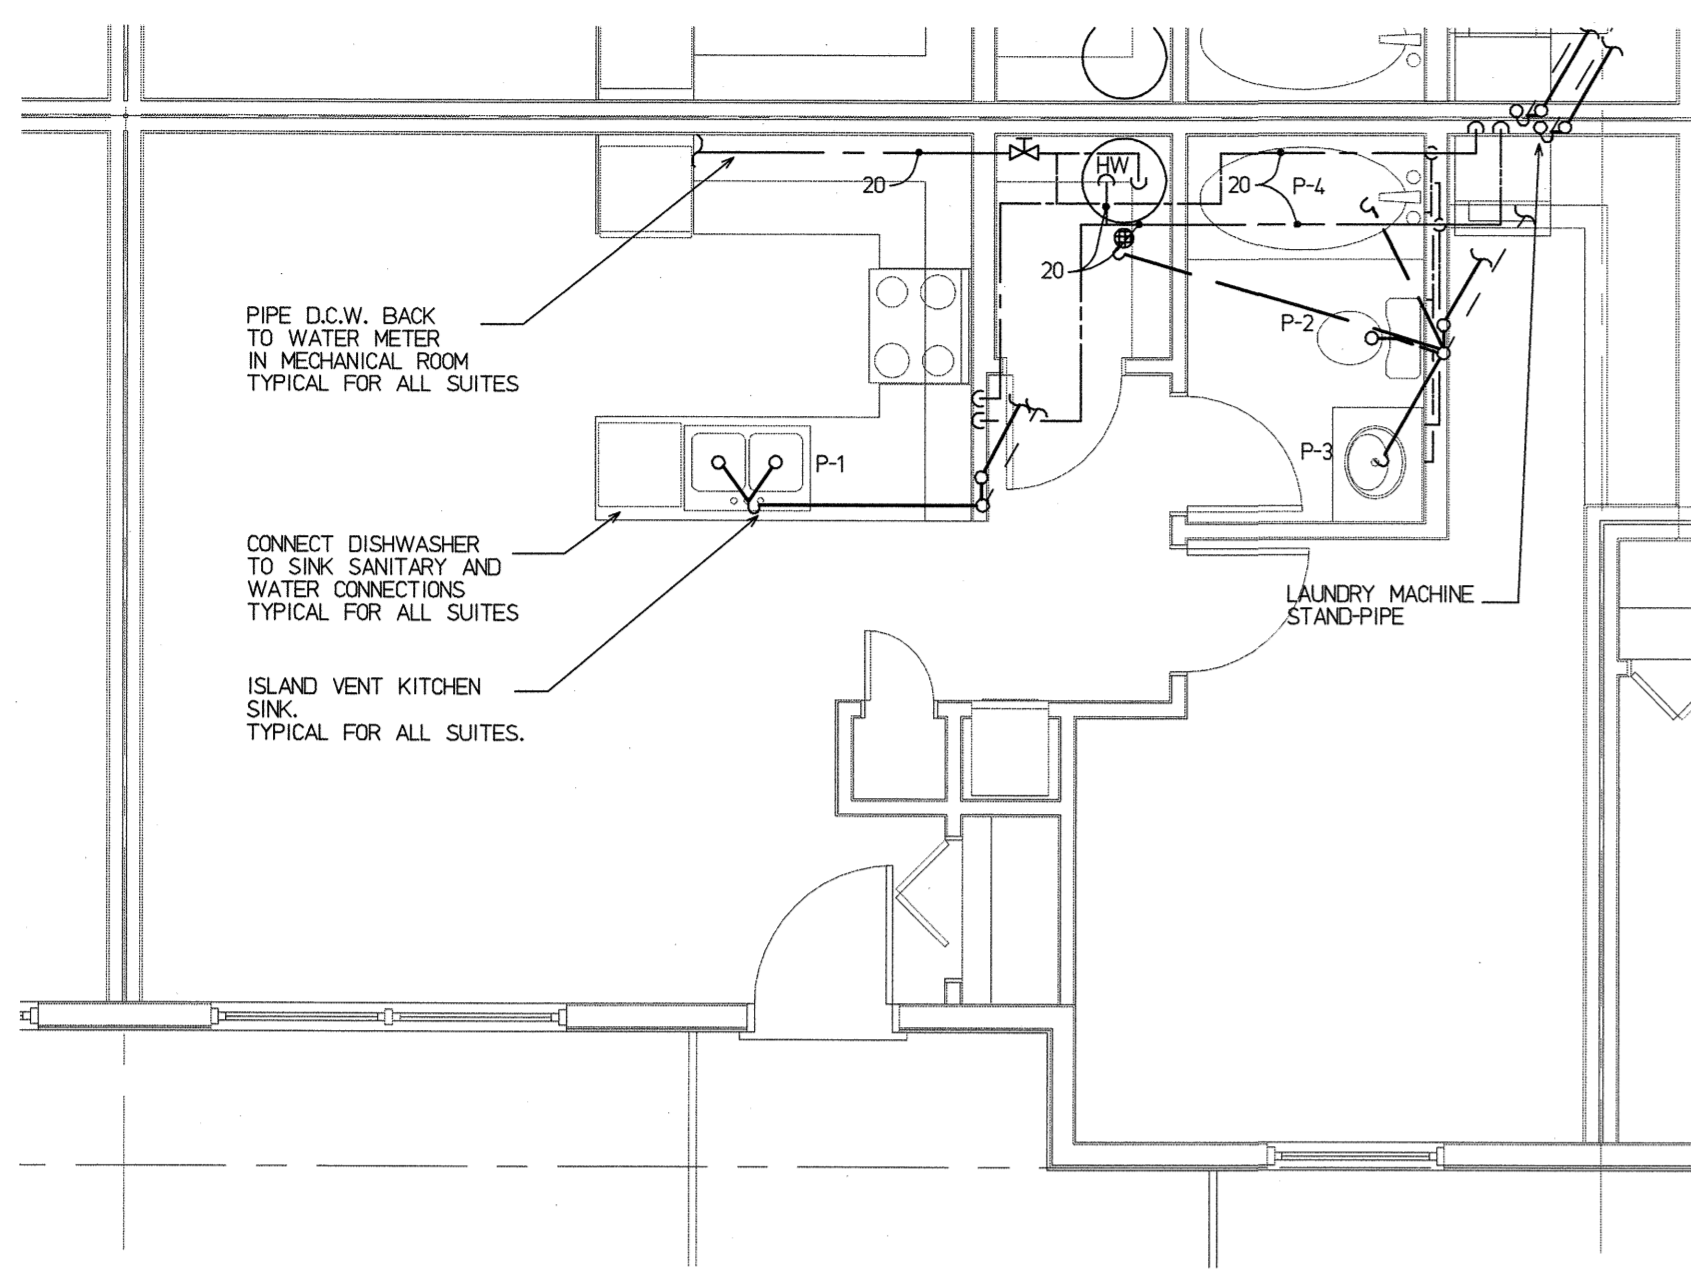 HW
20
20
P-4
20
PIPE D.C.W. BACK
TO WATER METER
IN MECHANICAL ROOM
TYPICAL FOR ALL SUITES
P-2
P-1
P-3
CONNECT DISHWASHER
TO SINK SANITARY AND
WATER CONNECTIONS
TYPICAL FOR ALL SUITES
LAUNDRY MACHINE
STAND-PIPE
ISLAND VENT KITCHEN
SINK.
TYPICAL FOR ALL SUITES.